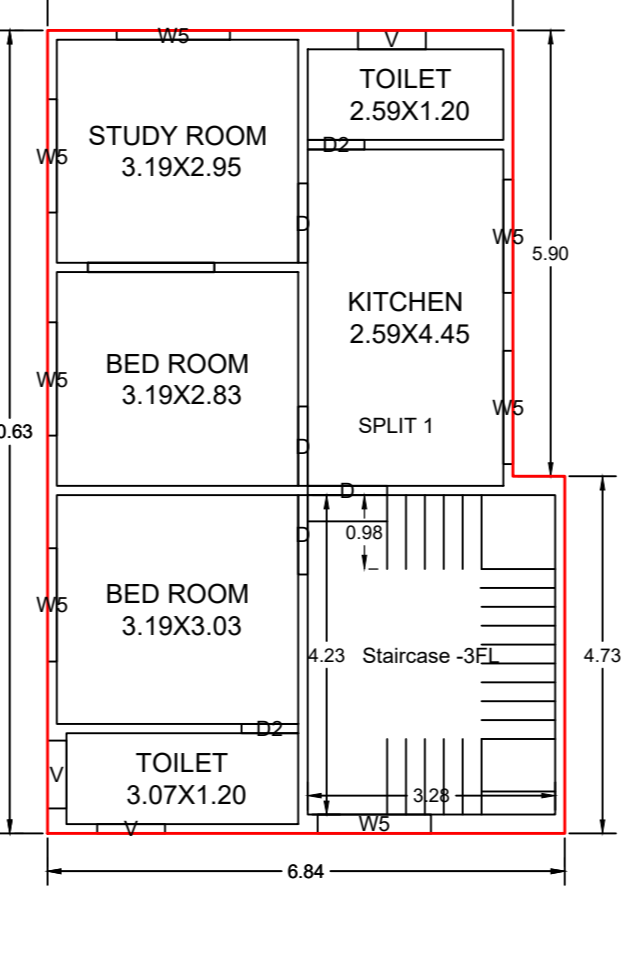 W5
V
TOILET
2.59X1.20
STUDY ROOM
3.19X2.95
D2
W5
D
W5
5.90
KITCHEN
2.59X4.45
BED ROOM
3.19X2.83
W5
W5
SPLIT 1
0.63
D
D
0.98
D
BED ROOM
3.19X3.03
W5
4.23
Staircase -3FL
4.73
D2
TOILET
3.07X1.20
V
3.28
V
W5
6.84